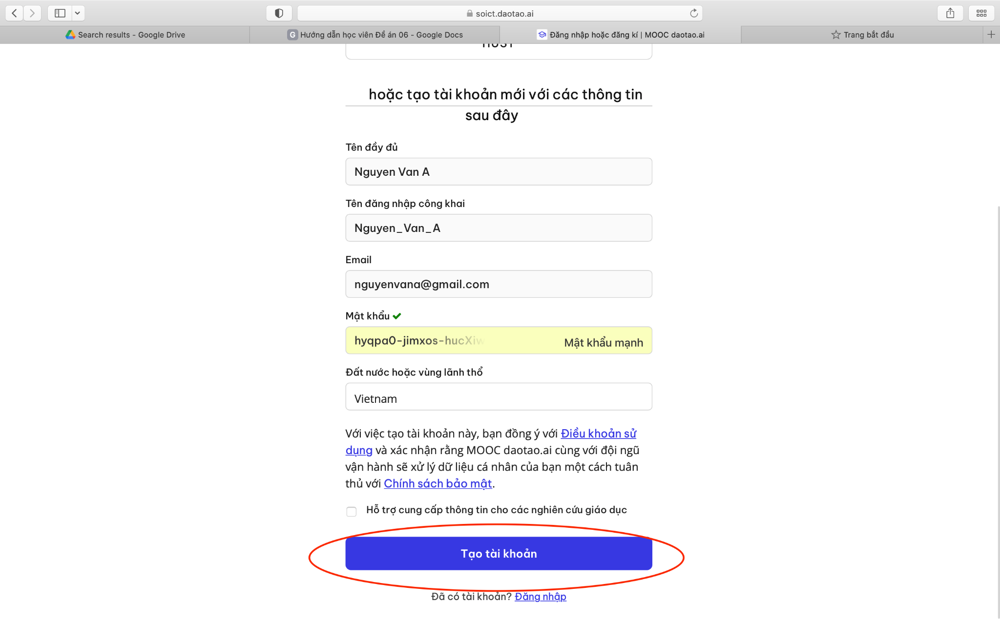 soict.daotao.ai
Search results - Google Drive
G Hướng dẫn học viên Đề án 06 - Google Docs
Đăng nhập hoặc đăng kí | MOOC daotao.ai
Trang bắt đầu
hoặc tạo tài khoản mới với các thông tin
sau đây
Tên đầy đủ
Nguyen Van A
Tên đăng nhập công khai
Nguyen_Van_A
Email
nguyenvana@gmail.com
Mật khẩu
hyqpa0-jimxos-hucXiw
Mật khẩu mạnh
Đất nước hoặc vùng lãnh thổ
Vietnam
Với việc tạo tài khoản này, bạn đồng ý với Điều khoản sử
dụng và xác nhận rằng MOOC daotao.ai cùng với đội ngũ
vận hành sẽ xử lý dữ liệu cá nhân của bạn một cách tuân
thủ với Chính sách bảo mật.
Hỗ trợ cung cấp thông tin cho các nghiên cứu giáo dục
Tạo tài khoản
Đã có tài khoản? Đăng nhập